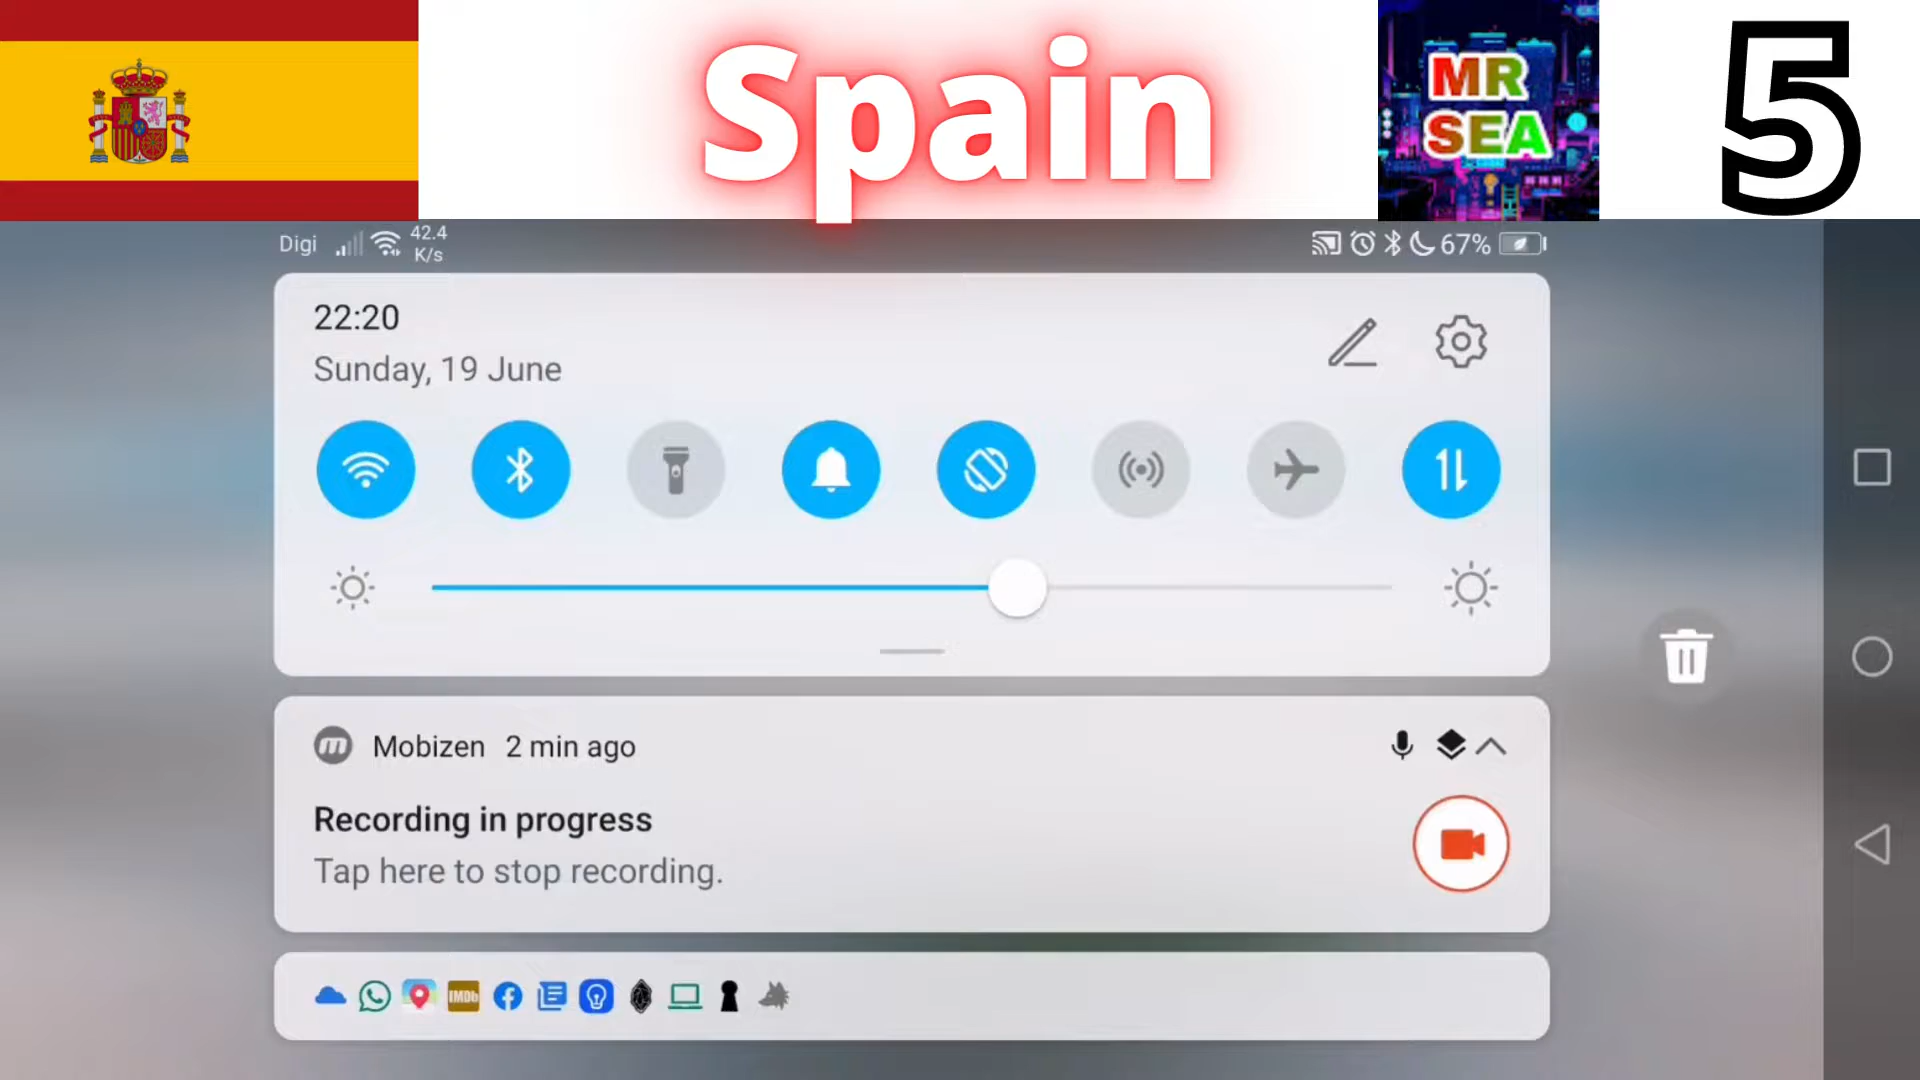 Spain
MR
SEA
5
Digi
42.4
K/s
67%
22:20
Sunday, 19 June
Mobizen 2 min ago
Recording in progress
Tap here to stop recording.
IMDb